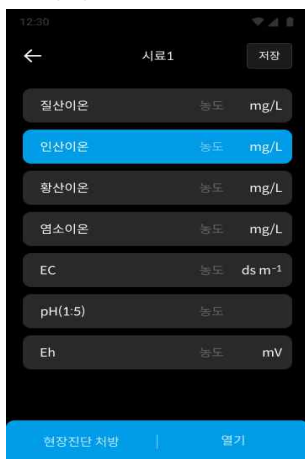 12:30
시료1 저장
질산이온 농도 mg/L
인산이온 농도 mg/L
황산이온 농도 mg/L
염소이온 농도 mg/L
EC 농도 ds m⁻¹
pH(1:5) 농도
Eh 농도 mV
현장진단 처방 | 열기